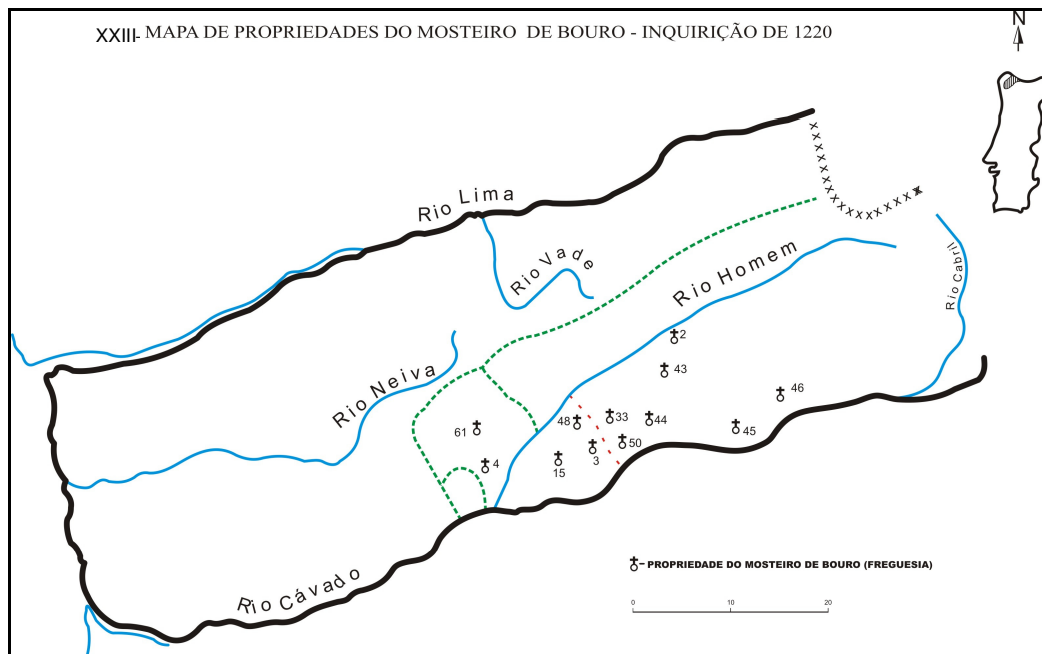 XXIII- MAPA DE PROPRIEDADES DO MOSTEIRO DE BOURO - INQUIRIÇÃO DE 1220
N
Rio Lima
Rio Vade
Rio Homem
Rio Cabril
Rio Neiva
2
43
46
61
48
33
44
45
50
4
15
3
Rio Cávado
- PROPRIEDADE DO MOSTEIRO DE BOURO (FREGUESIA)
0 10 20